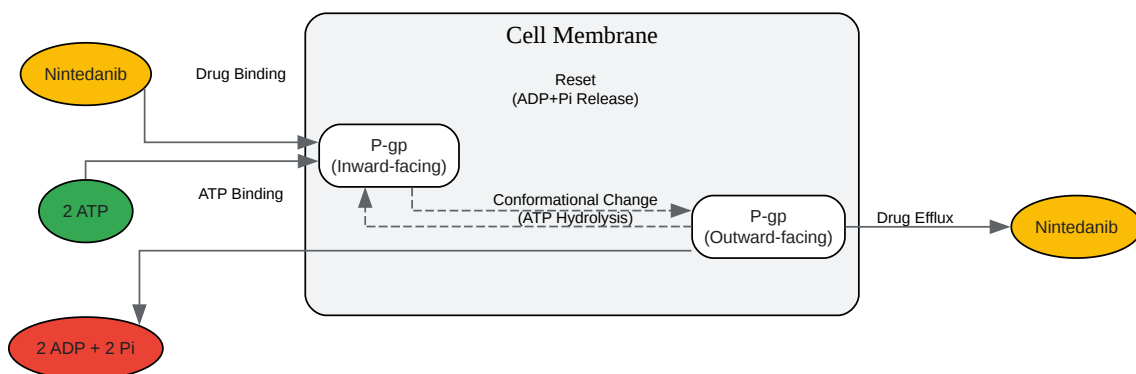 Cell Membrane
Nintedanib
Drug Binding
Reset
(ADP+Pi Release)
P-gp
(Inward-facing)
ATP Binding
2 ATP
Conformational Change
(ATP Hydrolysis)
P-gp
(Outward-facing)
Drug Efflux
Nintedanib
2 ADP + 2 Pi